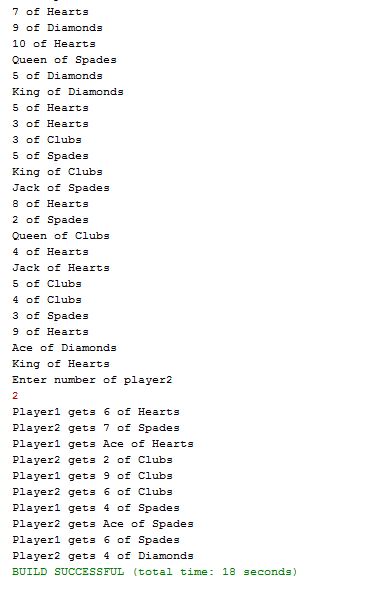 7 of Hearts
9 of Diamonds
10 of Hearts
Queen of Spades
5 of Diamonds
King of Diamonds
5 of Hearts
3 of Hearts
3 of Clubs
5 of Spades
King of Clubs
Jack of Spades
8 of Hearts
2 of Spades
Queen of Clubs
4 of Hearts
Jack of Hearts
5 of Clubs
4 of Clubs
3 of Spades
9 of Hearts
Ace of Diamonds
King of Hearts
Enter number of player2
2
Player1 gets 6 of Hearts
Player2 gets 7 of Spades
Player1 gets Ace of Hearts
Player2 gets 2 of Clubs
Player1 gets 9 of Clubs
Player2 gets 6 of Clubs
Player1 gets 4 of Spades
Player2 gets Ace of Spades
Player1 gets 6 of Spades
Player2 gets 4 of Diamonds
BUILD SUCCESSFUL (total time: 18 seconds)